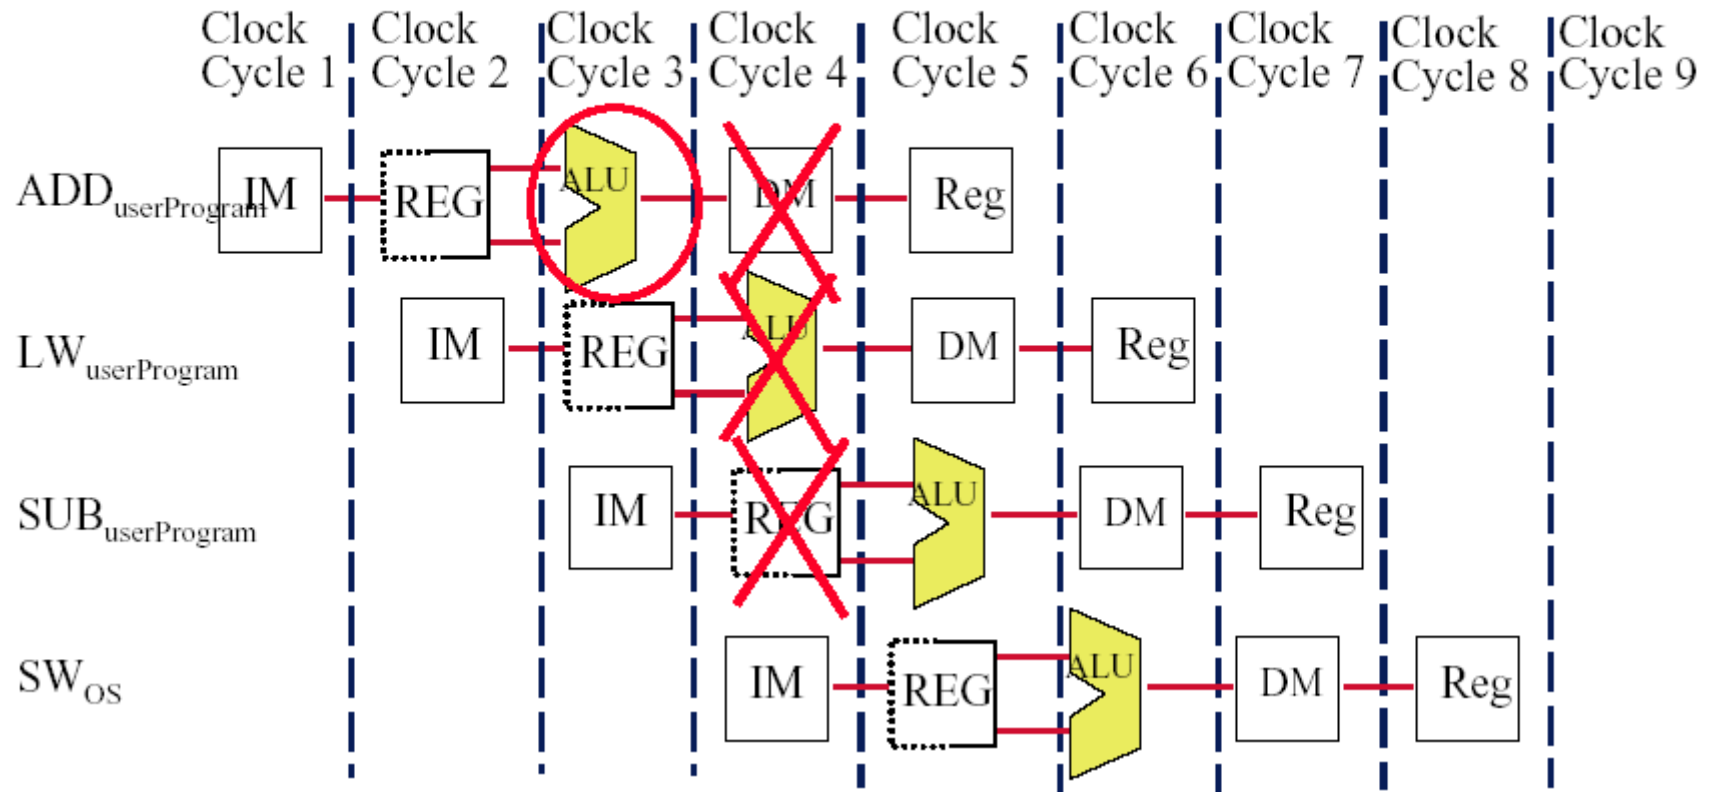 Clock Cycle 1
Clock Cycle 2
Clock Cycle 3
Clock Cycle 4
Clock Cycle 5
Clock Cycle 6
Clock Cycle 7
Clock Cycle 8
Clock Cycle 9
ADDuserProgram IM REG ALU DM Reg
LWuserProgram IM REG ALU DM Reg
SUBuserProgram IM REG ALU DM Reg
SWOS IM REG ALU DM Reg